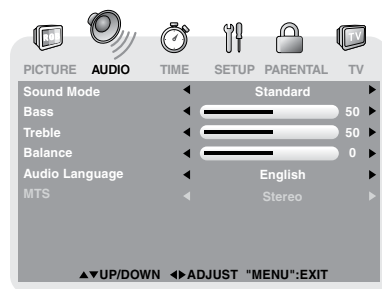 TV
PICTURE AUDIO TIME SETUP PARENTAL TV
Sound Mode ◀ Standard ▶
Bass ◀ 50 ▶
Treble ◀ 50 ▶
Balance ◀ 0 ▶
Audio Language ◀ English ▶
MTS ◀ Stereo
▲▼UP/DOWN ◀▶ADJUST "MENU":EXIT